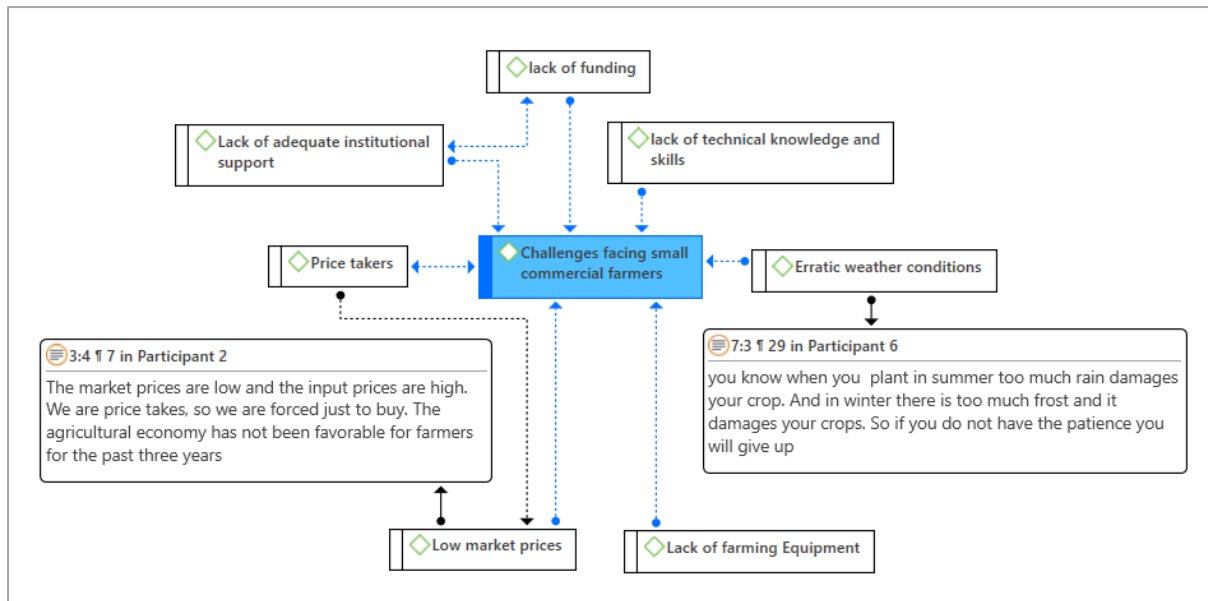 lack of funding
Lack of adequate institutional
support
lack of technical knowledge and
skills
Challenges facing small
commercial farmers
Price takers
Erratic weather conditions
3:4 ¶ 7 in Participant 2
The market prices are low and the input prices are high.
We are price takes, so we are forced just to buy. The
agricultural economy has not been favorable for farmers
for the past three years
7:3 ¶ 29 in Participant 6
you know when you  plant in summer too much rain damages
your crop. And in winter there is too much frost and it
damages your crops. So if you do not have the patience you
will give up
Low market prices
Lack of farming Equipment